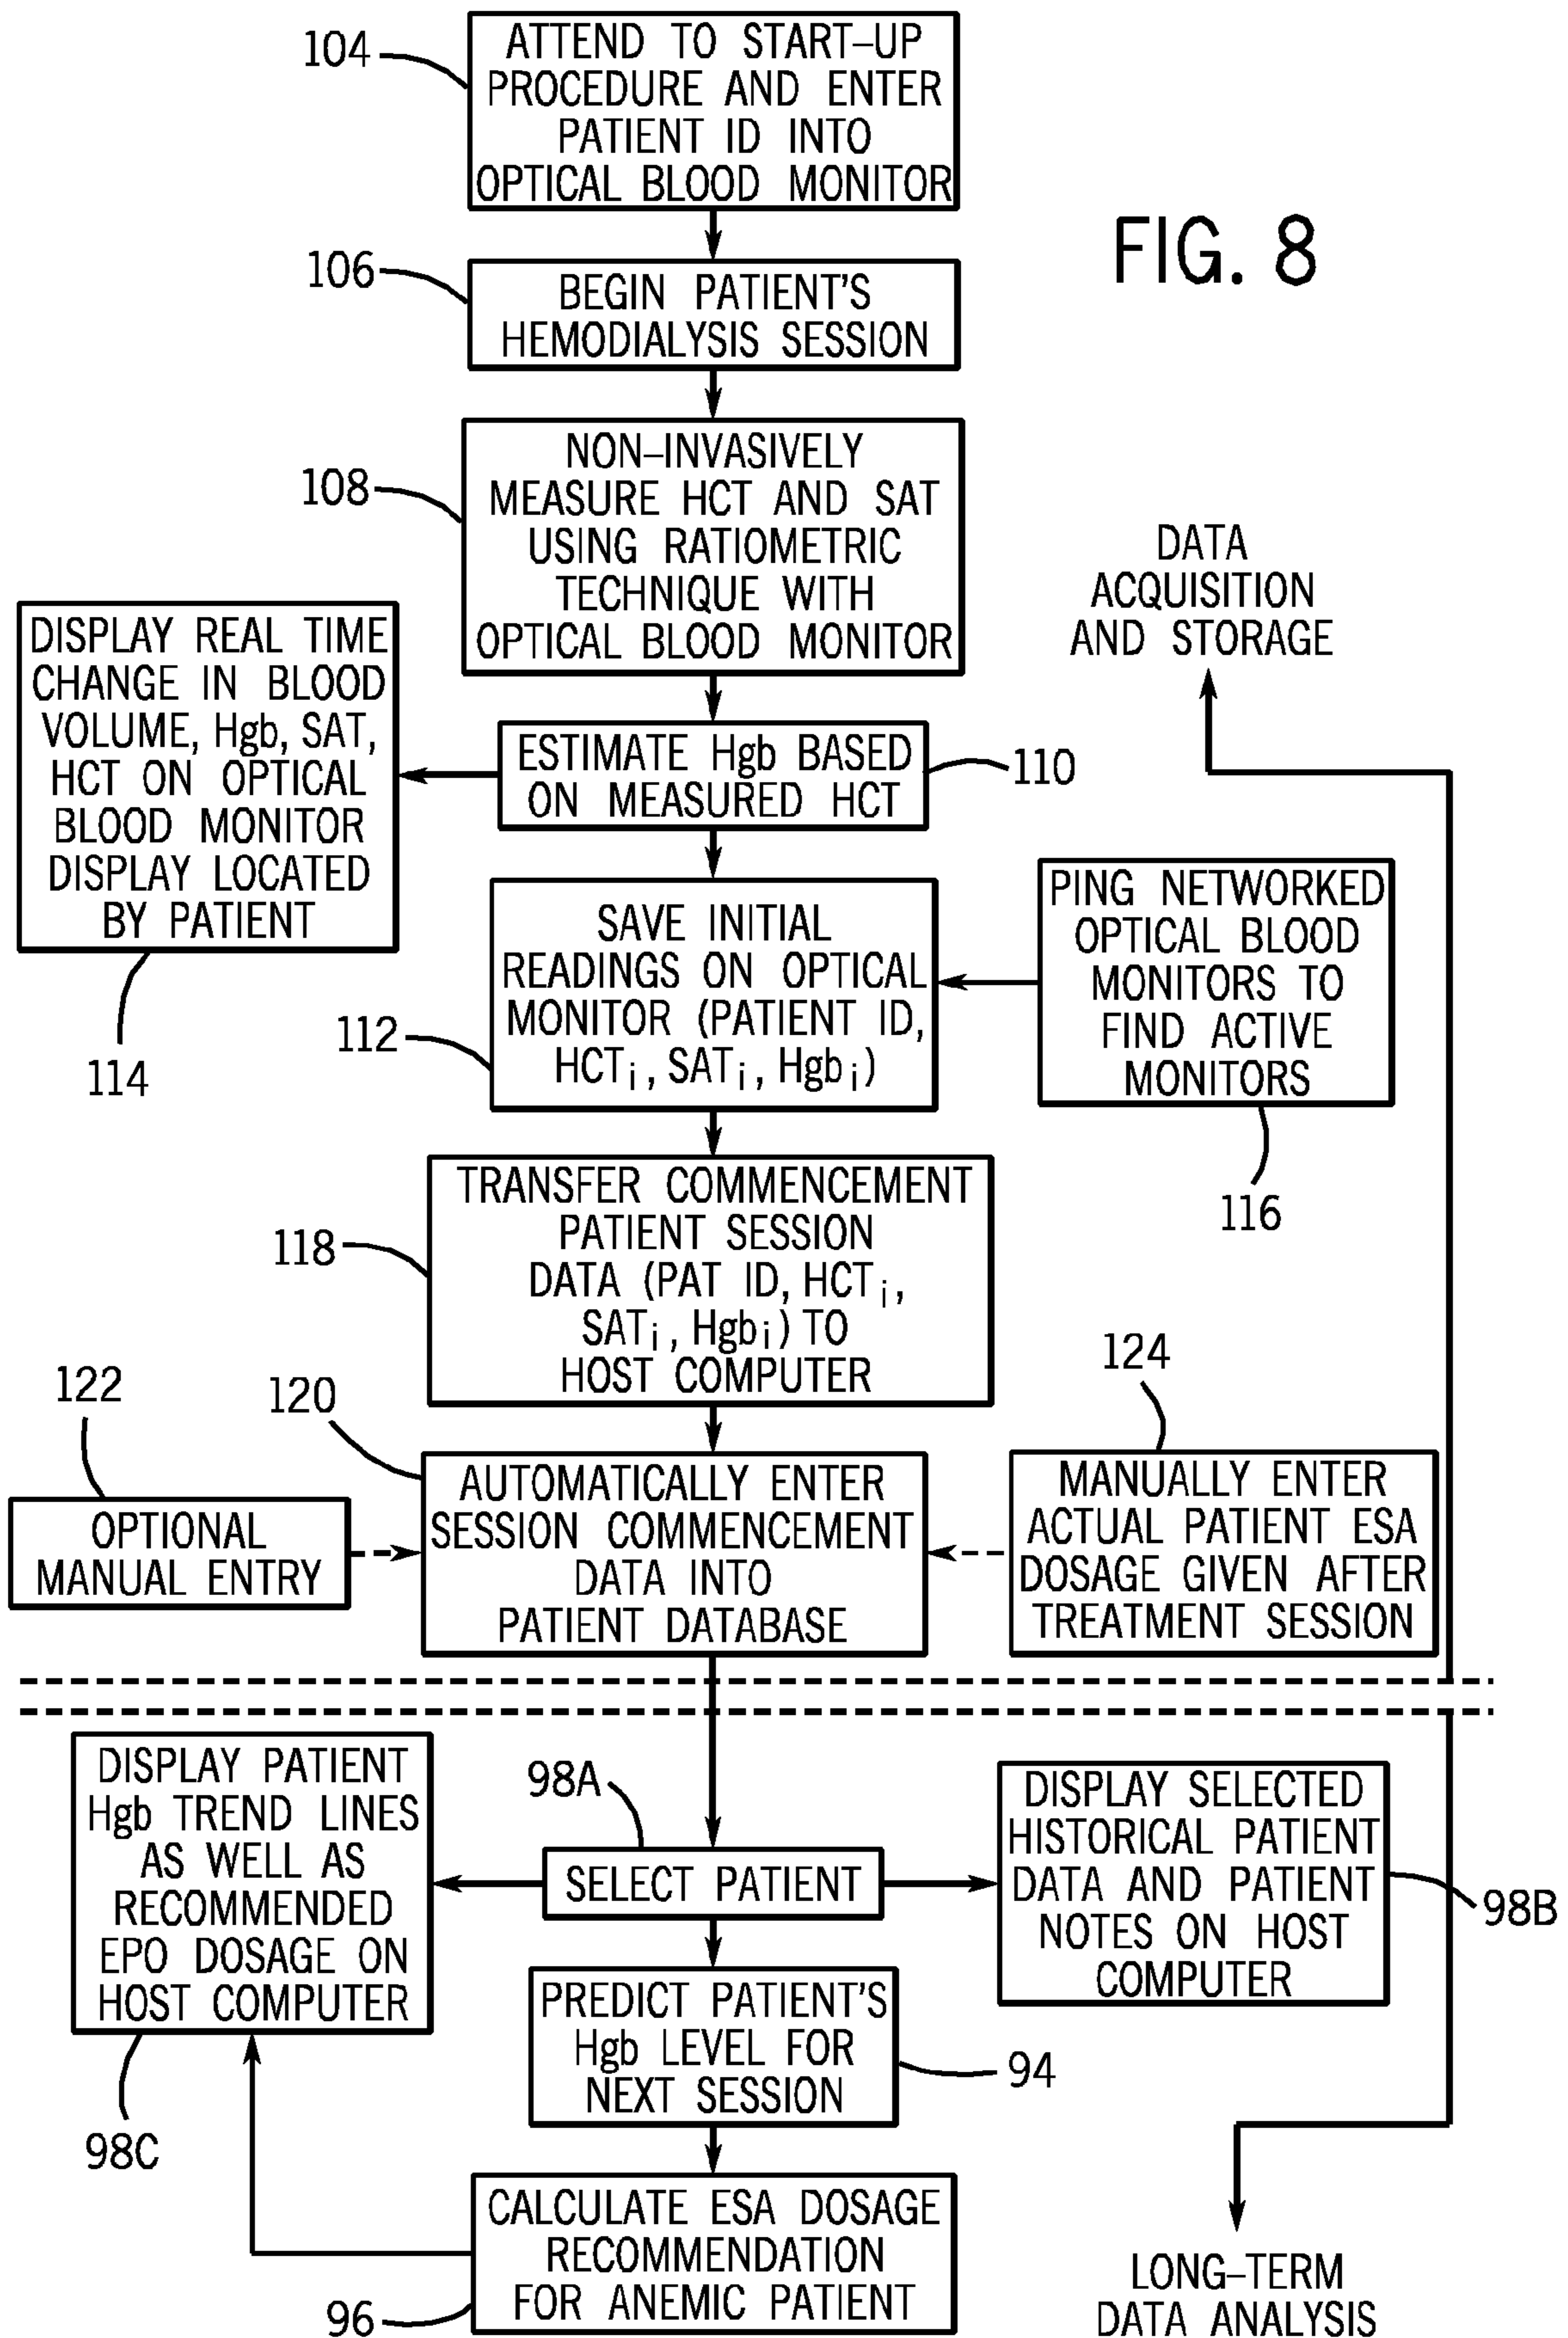 104
ATTEND TO START–UP
PROCEDURE AND ENTER
PATIENT ID INTO
OPTICAL BLOOD MONITOR
FIG. 8
106
BEGIN PATIENT'S
HEMODIALYSIS SESSION
108
NON–INVASIVELY
MEASURE HCT AND SAT
USING RATIOMETRIC
TECHNIQUE WITH
OPTICAL BLOOD MONITOR
DATA
ACQUISITION
AND STORAGE
DISPLAY REAL TIME
CHANGE IN BLOOD
VOLUME, Hgb, SAT,
HCT ON OPTICAL
BLOOD MONITOR
DISPLAY LOCATED
BY PATIENT
114
ESTIMATE Hgb BASED
ON MEASURED HCT
110
SAVE INITIAL
READINGS ON OPTICAL
MONITOR (PATIENT ID,
HCTi, SATi, Hgbi)
112
PING NETWORKED
OPTICAL BLOOD
MONITORS TO
FIND ACTIVE
MONITORS
116
118
TRANSFER COMMENCEMENT
PATIENT SESSION
DATA (PAT ID, HCTi,
SATi, Hgbi) TO
HOST COMPUTER
122
OPTIONAL
MANUAL ENTRY
120
AUTOMATICALLY ENTER
SESSION COMMENCEMENT
DATA INTO
PATIENT DATABASE
124
MANUALLY ENTER
ACTUAL PATIENT ESA
DOSAGE GIVEN AFTER
TREATMENT SESSION
DISPLAY PATIENT
Hgb TREND LINES
AS WELL AS
RECOMMENDED
EPO DOSAGE ON
HOST COMPUTER
98C
98A
SELECT PATIENT
DISPLAY SELECTED
HISTORICAL PATIENT
DATA AND PATIENT
NOTES ON HOST
COMPUTER
98B
PREDICT PATIENT'S
Hgb LEVEL FOR
NEXT SESSION
94
CALCULATE ESA DOSAGE
RECOMMENDATION
FOR ANEMIC PATIENT
96
LONG–TERM
DATA ANALYSIS